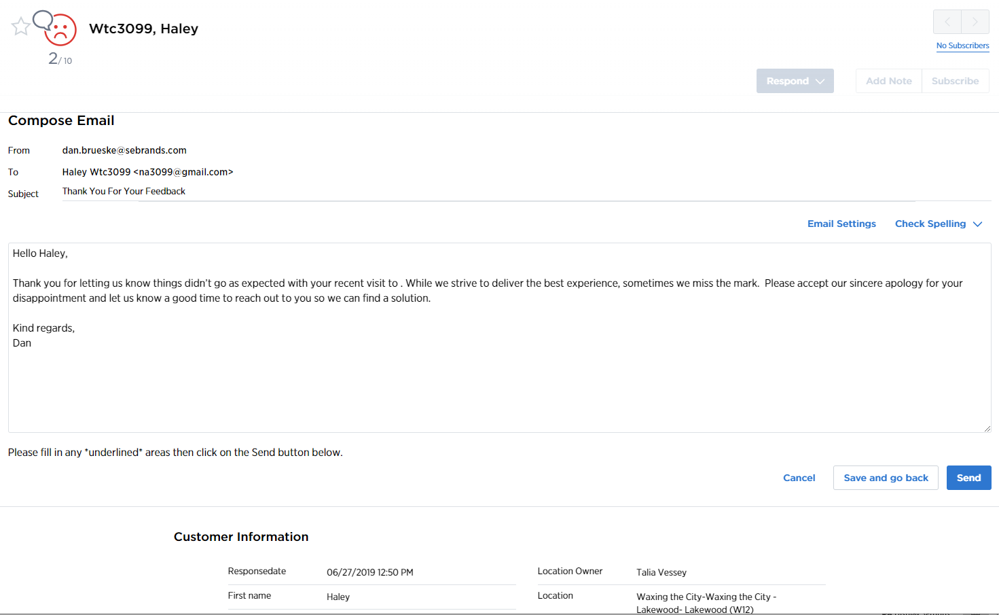 Wtc3099, Haley
2/ 10
No Subscribers
Respond
Add Note
Subscribe
Compose Email
From dan.brueske@sebrands.com
To Haley Wtc3099 <na3099@gmail.com>
Subject Thank You For Your Feedback
Email Settings Check Spelling
Hello Haley,
Thank you for letting us know things didn't go as expected with your recent visit to . While we strive to deliver the best experience, sometimes we miss the mark.  Please accept our sincere apology for your
disappointment and let us know a good time to reach out to you so we can find a solution.
Kind regards,
Dan
Please fill in any *underlined* areas then click on the Send button below.
Cancel Save and go back Send
Customer Information
Responsedate 06/27/2019 12:50 PM Location Owner Talia Vessey
First name Haley Location Waxing the City-Waxing the City -
Lakewood- Lakewood (W12)